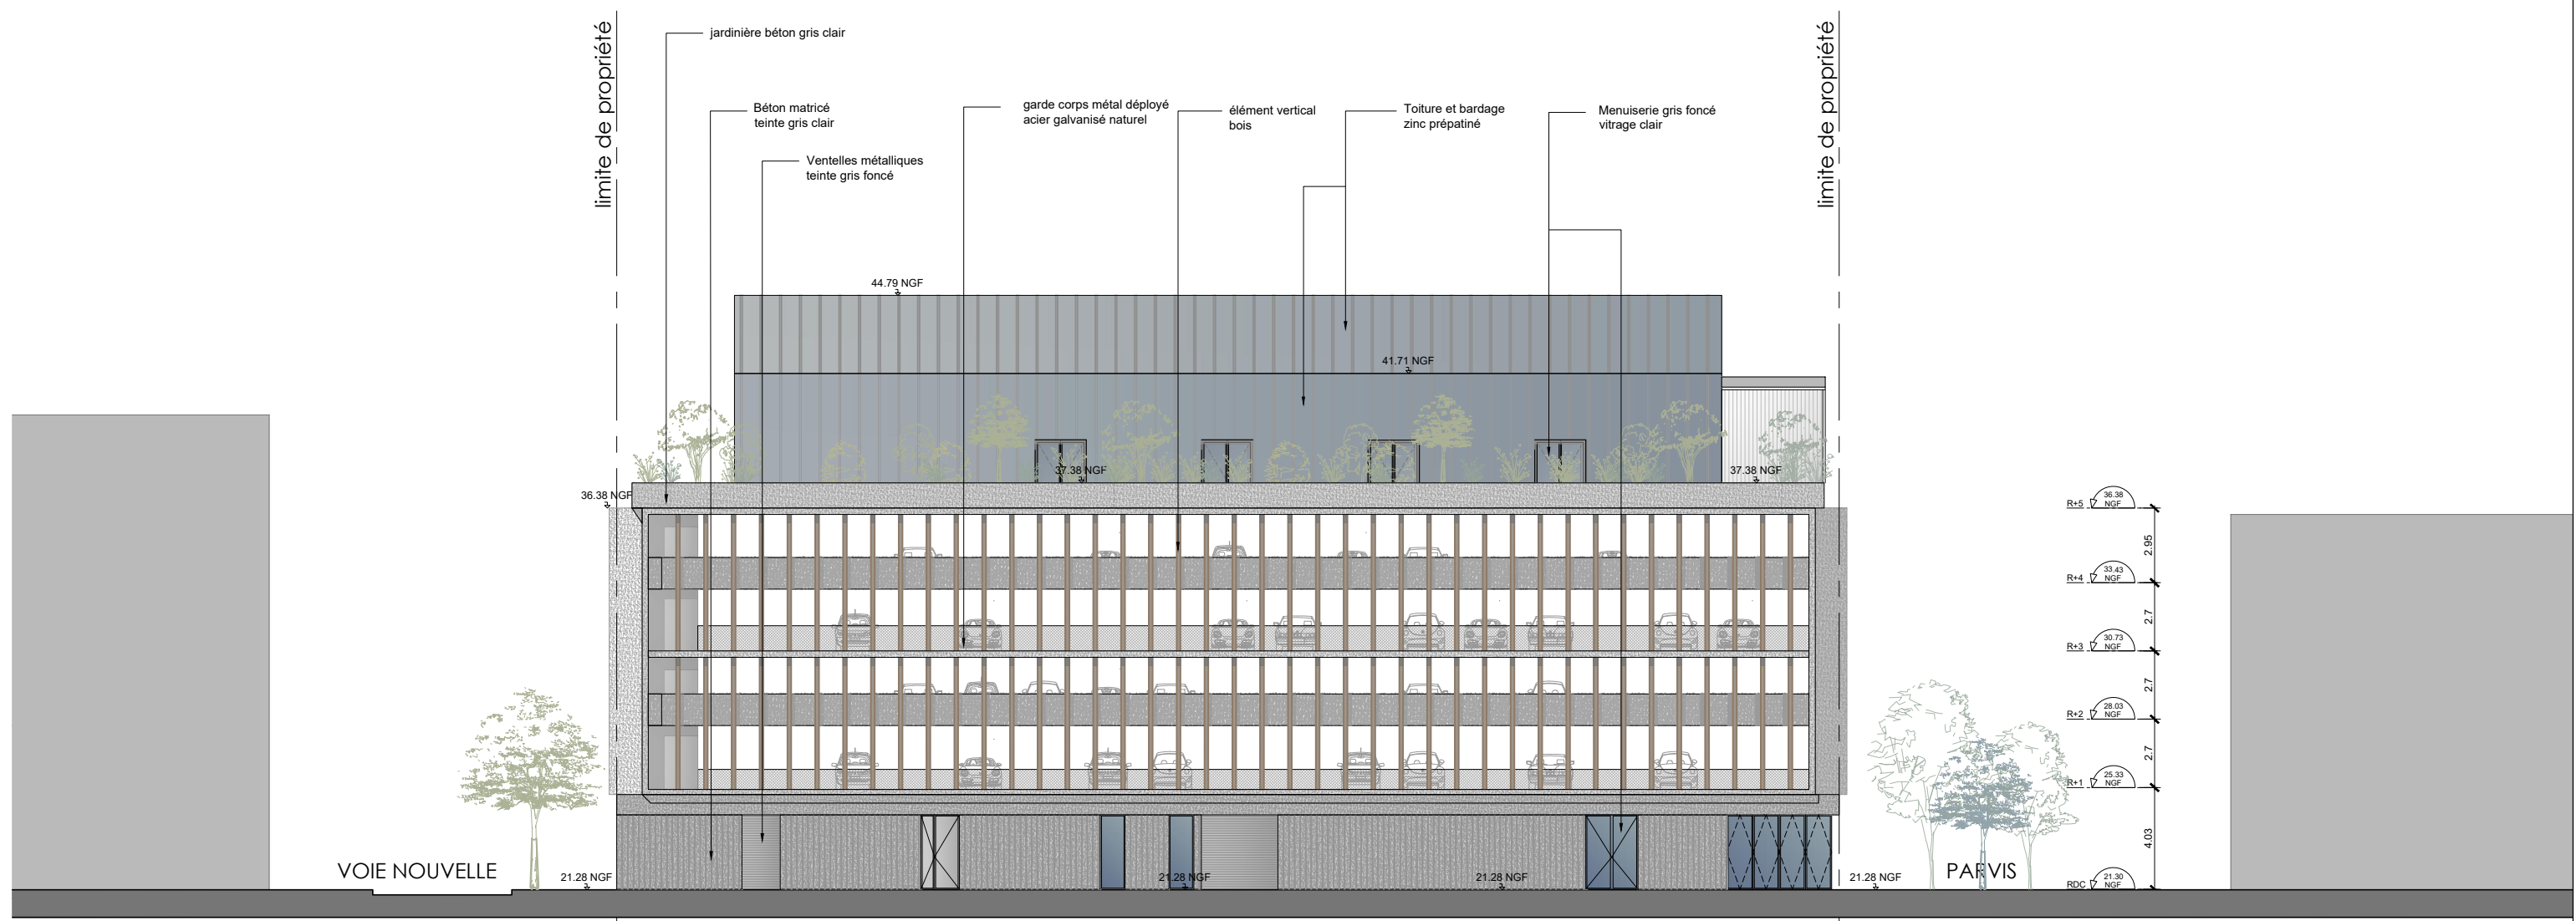 limite de propriété
limite de propriété
jardinière béton gris clair
Béton matricé
teinte gris clair
Ventelles métalliques
teinte gris foncé
garde corps métal déployé
acier galvanisé naturel
élément vertical
bois
Toiture et bardage
zinc prépatiné
Menuiserie gris foncé
vitrage clair
44.79 NGF
41.71 NGF
37.38 NGF
37.38 NGF
36.38 NGF
R+5
36.38
NGF
2.95
R+4
33.43
NGF
2.7
R+3
30.73
NGF
2.7
R+2
28.03
NGF
2.7
R+1
25.33
NGF
4.03
RDC
21.30
NGF
VOIE NOUVELLE
21.28 NGF
21.28 NGF
21.28 NGF
21.28 NGF
PARVIS